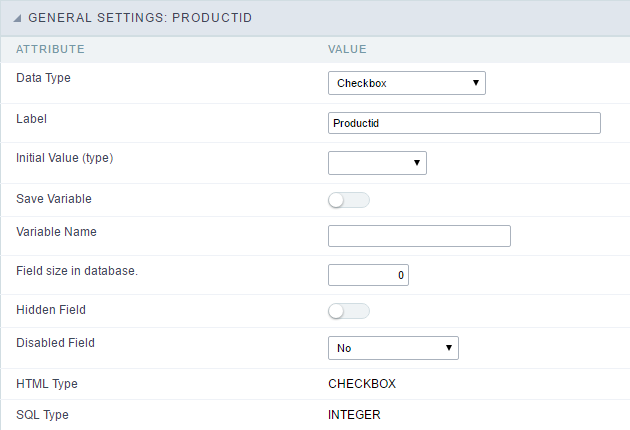 GENERAL SETTINGS: PRODUCTID
ATTRIBUTE VALUE
Data Type Checkbox
Label Productid
Initial Value (type)
Save Variable
Variable Name
Field size in database. 0
Hidden Field
Disabled Field No
HTML Type CHECKBOX
SQL Type INTEGER